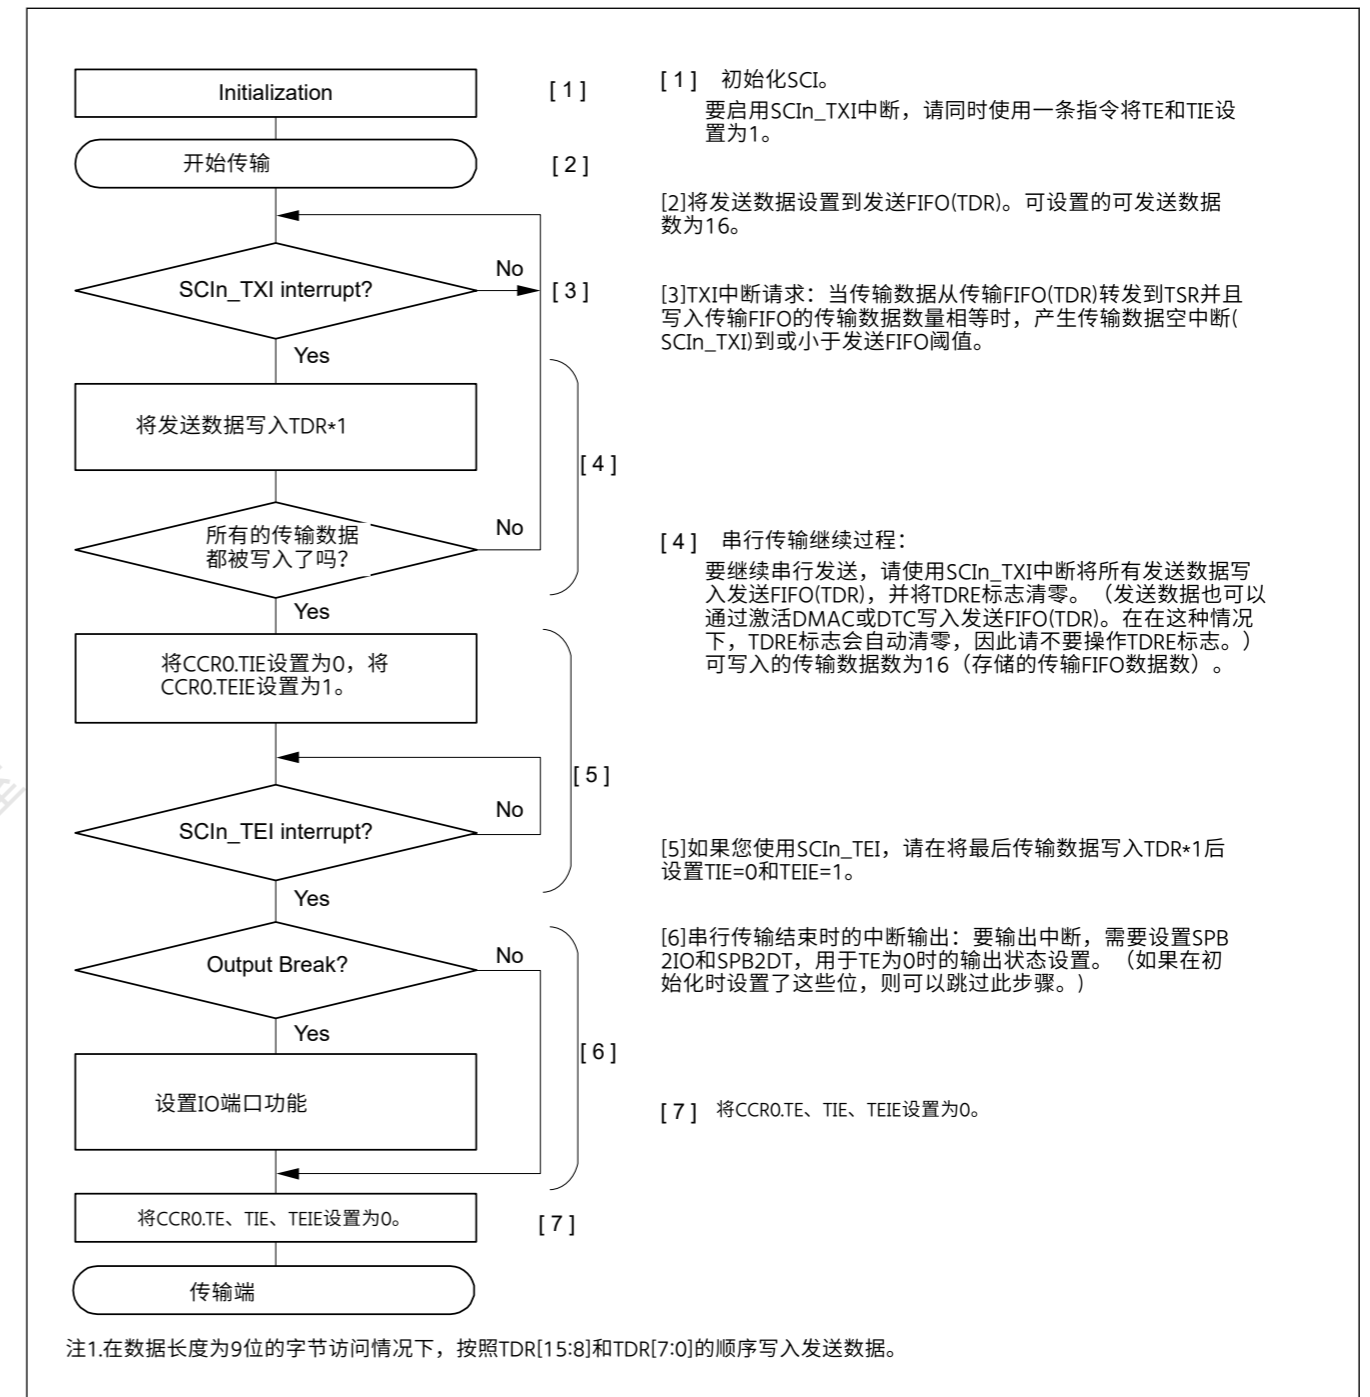 Initialization
[ 1 ]
开始传输
[ 2 ]
SCIn_TXI interrupt?
No
[ 3 ]
Yes
将发送数据写入TDR*1
[ 4 ]
所有的传输数据
都被写入了吗？
No
Yes
将CCR0.TIE设置为0，将
CCR0.TEIE设置为1。
[ 5 ]
SCIn_TEI interrupt?
No
Yes
Output Break?
No
Yes
[ 6 ]
设置IO端口功能
将CCR0.TE、TIE、TEIE设置为0。
[ 7 ]
传输端
[ 1 ] 初始化SCI。
要启用SCIn_TXI中断，请同时使用一条指令将TE和TIE设
置为1。
[2]将发送数据设置到发送FIFO(TDR)。可设置的可发送数据
数为16。
[3]TXI中断请求：当传输数据从传输FIFO(TDR)转发到TSR并且
写入传输FIFO的传输数据数量相等时，产生传输数据空中断(
SCIn_TXI)到或小于发送FIFO阈值。
[ 4 ] 串行传输继续过程：
要继续串行发送，请使用SCIn_TXI中断将所有发送数据写
入发送FIFO(TDR)，并将TDRE标志清零。（发送数据也可以
通过激活DMAC或DTC写入发送FIFO(TDR)。在在这种情况
下，TDRE标志会自动清零，因此请不要操作TDRE标志。）
可写入的传输数据数为16（存储的传输FIFO数据数）。
[5]如果您使用SCIn_TEI，请在将最后传输数据写入TDR*1后
设置TIE=0和TEIE=1。
[6]串行传输结束时的中断输出：要输出中断，需要设置SPB
2IO和SPB2DT，用于TE为0时的输出状态设置。（如果在初
始化时设置了这些位，则可以跳过此步骤。)
[ 7 ] 将CCR0.TE、TIE、TEIE设置为0。
注1.在数据长度为9位的字节访问情况下，按照TDR[15:8]和TDR[7:0]的顺序写入发送数据。